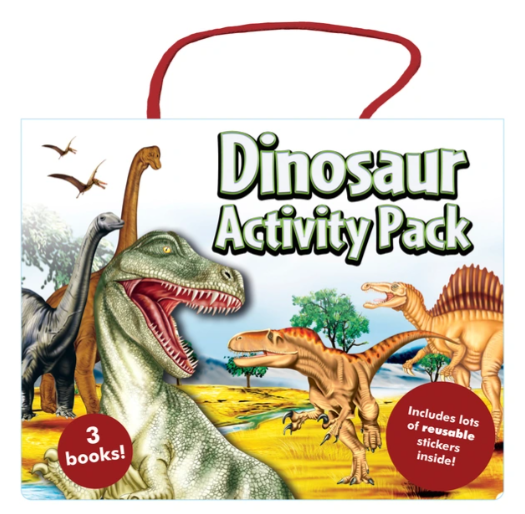 Dinosaur
Activity Pack
3
books!
Includes lots
of reusable
stickers
inside!